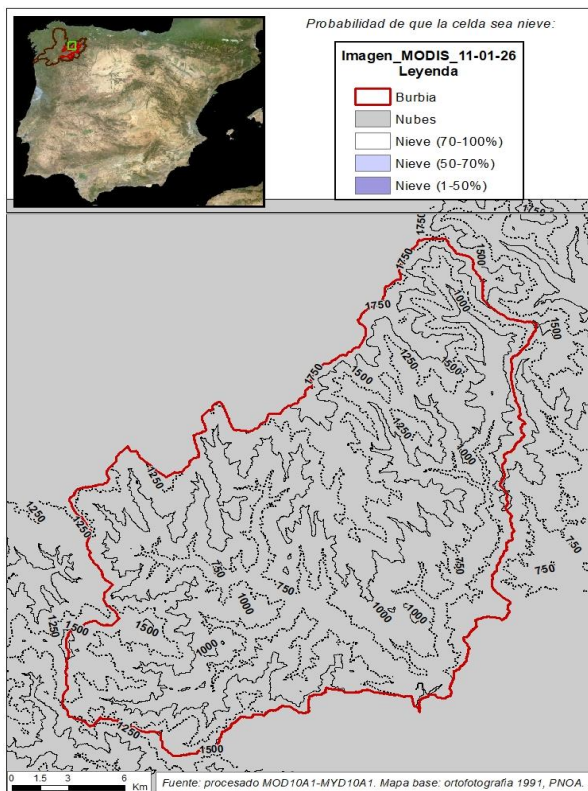 Probabilidad de que la celda sea nieve:
Imagen_MODIS_11-01-26
Leyenda
Burbia
Nubes
Nieve (70-100%)
Nieve (50-70%)
Nieve (1-50%)
1750
1750
1500
1750
1000
1500
1750
1250
1500
1750
1500
1250
1000
1250
1250
1250
750
750
750
750
750
1250
1500
1500
1000
1000
1000
1000
1250
1500
0 1.5 3 6
Km
Fuente: procesado MOD10A1-MYD10A1. Mapa base: ortofotografía 1991, PNOA.